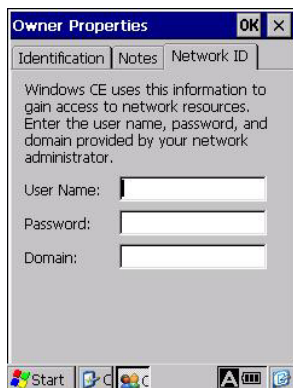 Owner Properties OK ×
Identification Notes Network ID
Windows CE uses this information to
gain access to network resources.
Enter the user name, password, and
domain provided by your network
administrator.
User Name:
Password:
Domain:
Start C C A